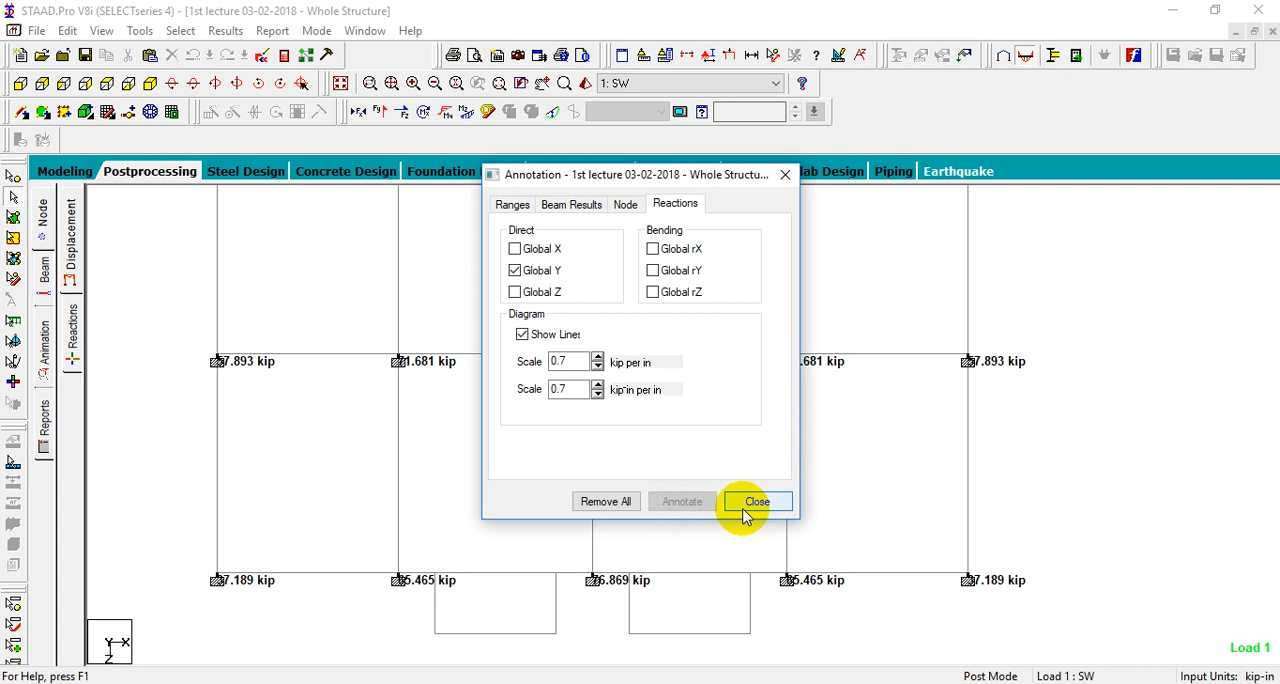 STAAD.Pro V8i (SELECTseries 4) - [1st lecture 03-02-2018 - Whole Structure]
File Edit View Tools Select Results Report Mode Window Help
1: SW
Modeling Postprocessing Steel Design Concrete Design Foundation lab Design Piping Earthquake
Node
Beam
Animation
Reports
Displacement
Reactions
Annotation - 1st lecture 03-02-2018 - Whole Structu...
Ranges Beam Results Node Reactions
Direct
Global X
Global Y
Global Z
Bending
Global rX
Global rY
Global rZ
Diagram
Show Lines
Scale 0.7 kip per in
Scale 0.7 kip-in per in
Remove All Annotate Close
7.893 kip 1.681 kip .681 kip 7.893 kip
7.189 kip 5.465 kip 6.869 kip 5.465 kip 7.189 kip
Y X
Z
Load 1
For Help, press F1 Post Mode Load 1 : SW Input Units: kip-in